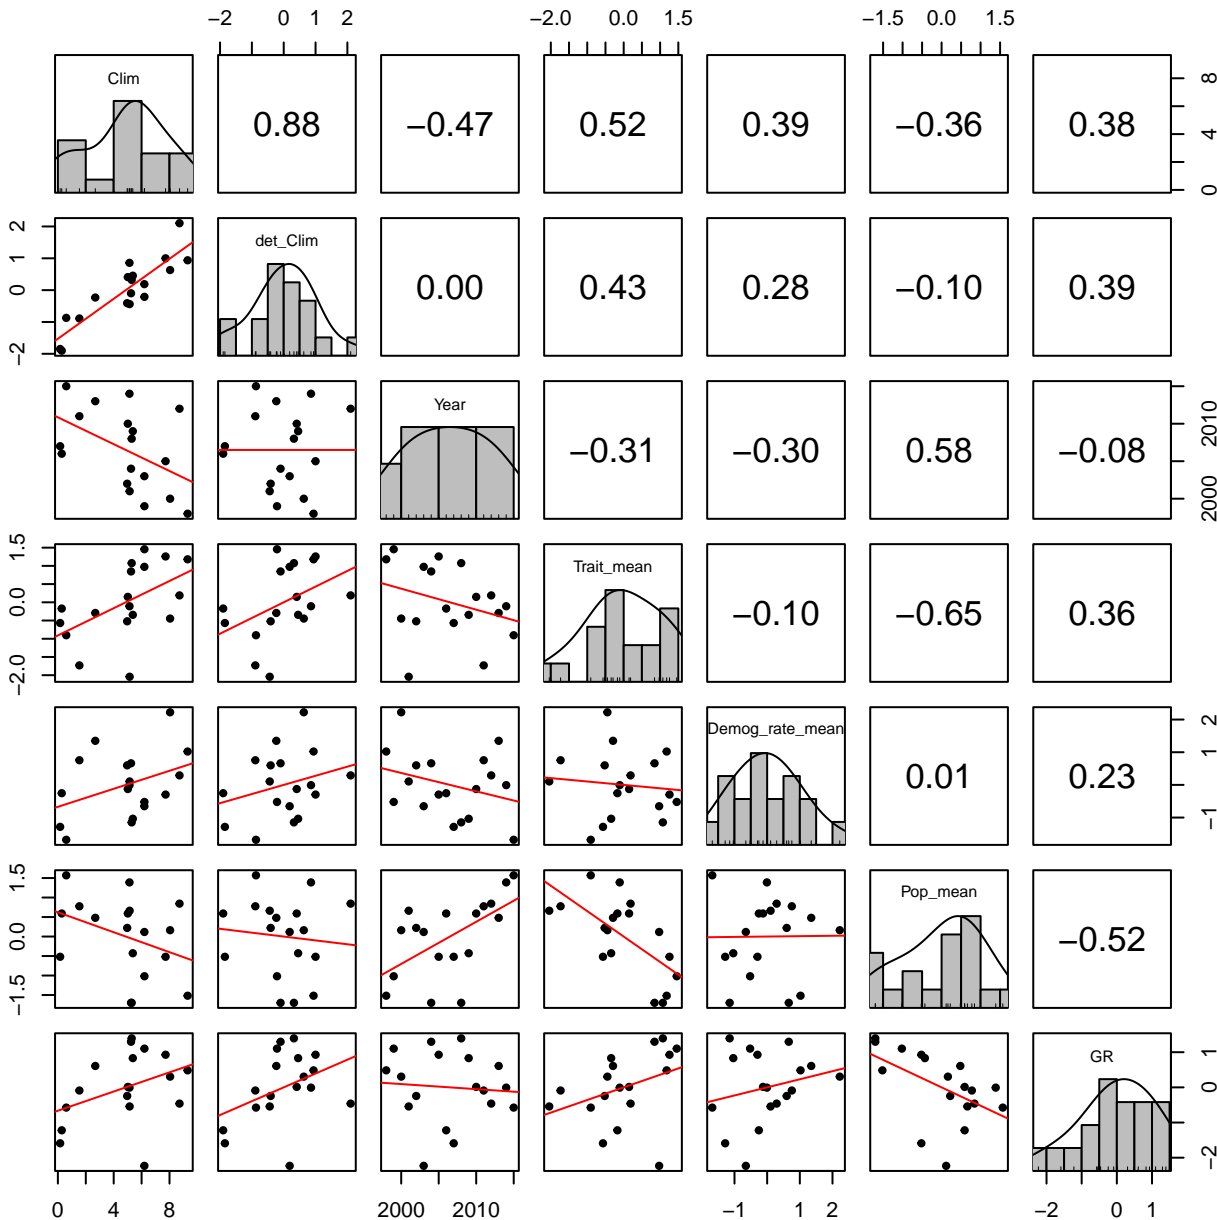 −2 0 1 2 −2.0 0.0 1.5 −1.5 0.0 1.5
Clim 0.88 −0.47 0.52 0.39 −0.36 0.38 0 4 8
−2 0 1 2 det_Clim 0.00 0.43 0.28 −0.10 0.39
Year −0.31 −0.30 0.58 −0.08 2000 2010
−2.0 0.0 1.5 Trait_mean −0.10 −0.65 0.36
Demog_rate_mean 0.01 0.23 −1 1 2
−1.5 0.0 1.5 Pop_mean −0.52
GR −2 0 1
0 4 8 2000 2010 −1 1 2 −2 0 1